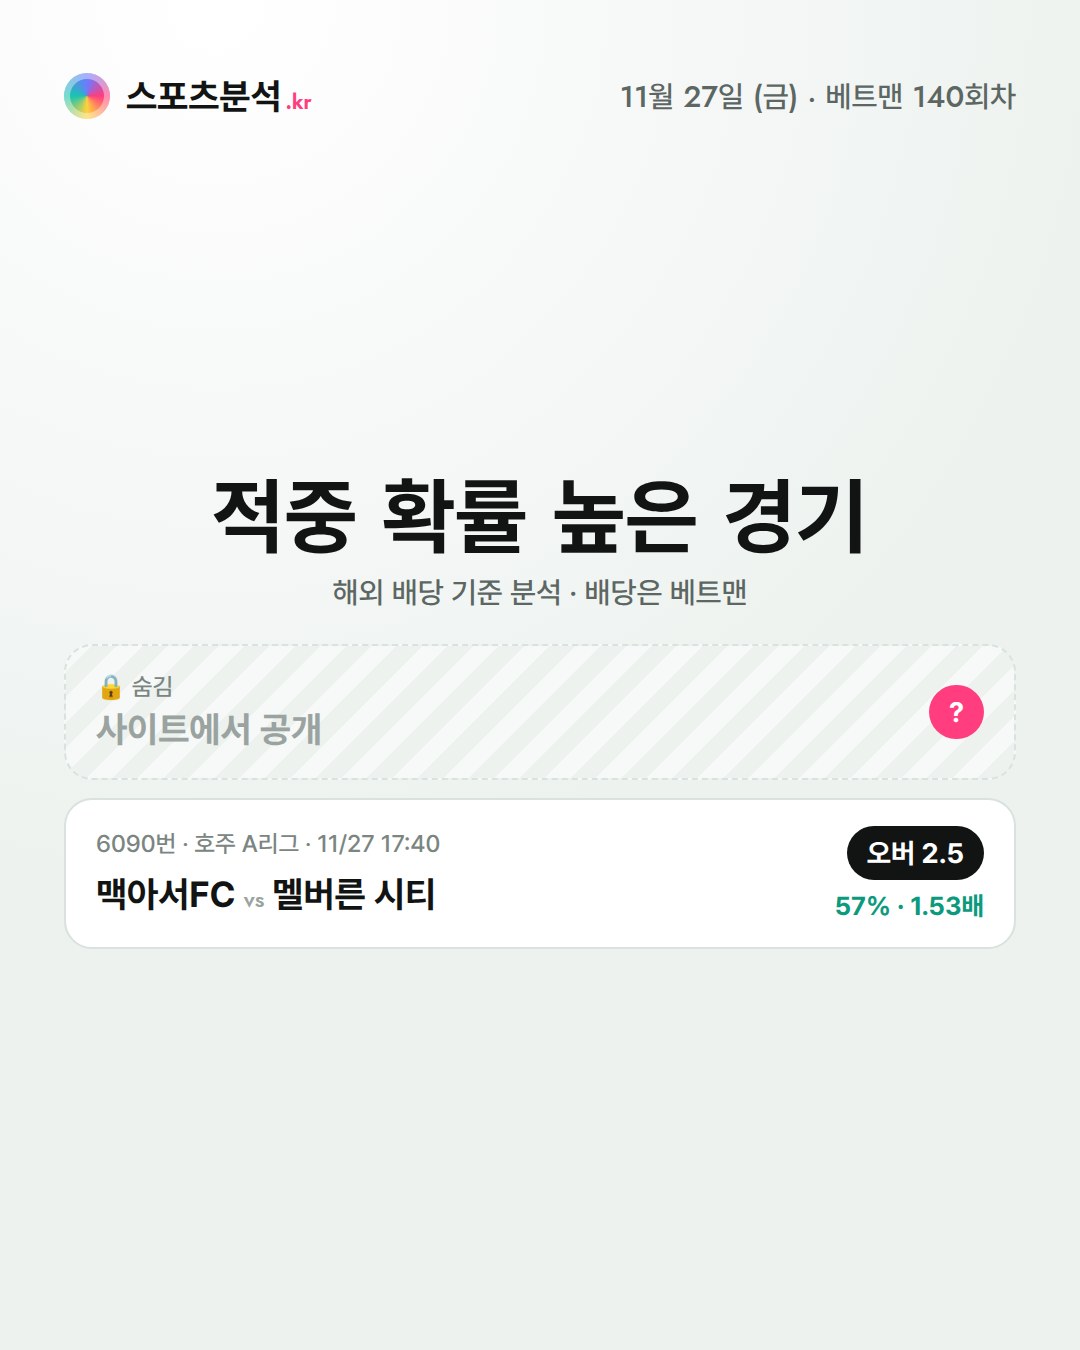 스포츠분석.kr
11월 27일 (금) · 베트맨 140회차
적중 확률 높은 경기
해외 배당 기준 분석 · 배당은 베트맨
🔒 숨김
사이트에서 공개
?
6090번 · 호주 A리그 · 11/27 17:40
맥아서FC vs 멜버른 시티
오버 2.5
57% · 1.53배